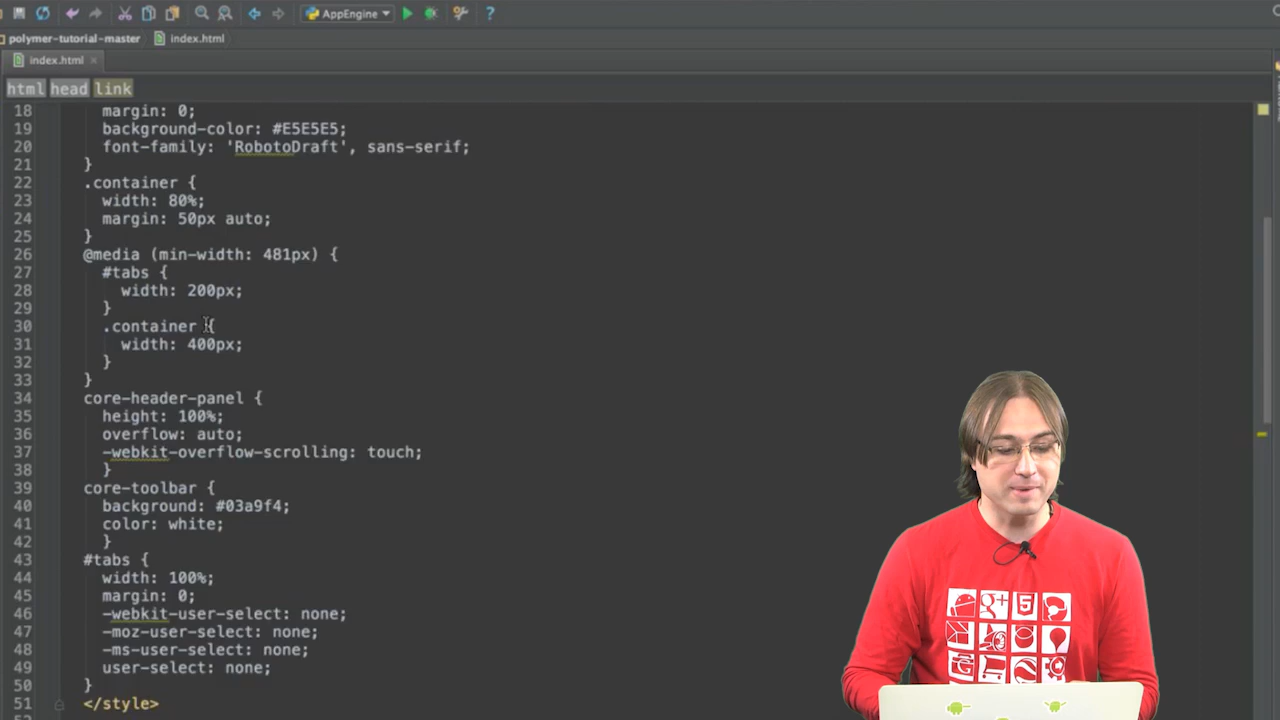 AppEngine
polymer-tutorial-master index.html
index.html
html head link
18 margin: 0;
19 background-color: #E5E5E5;
20 font-family: 'RobotoDraft', sans-serif;
21 }
22 .container {
23 width: 80%;
24 margin: 50px auto;
25 }
26 @media (min-width: 481px) {
27 #tabs {
28 width: 200px;
29 }
30 .container {
31 width: 400px;
32 }
33 }
34 core-header-panel {
35 height: 100%;
36 overflow: auto;
37 -webkit-overflow-scrolling: touch;
38 }
39 core-toolbar {
40 background: #03a9f4;
41 color: white;
42 }
43 #tabs {
44 width: 100%;
45 margin: 0;
46 -webkit-user-select: none;
47 -moz-user-select: none;
48 -ms-user-select: none;
49 user-select: none;
50 }
51 </style>
g+ 5